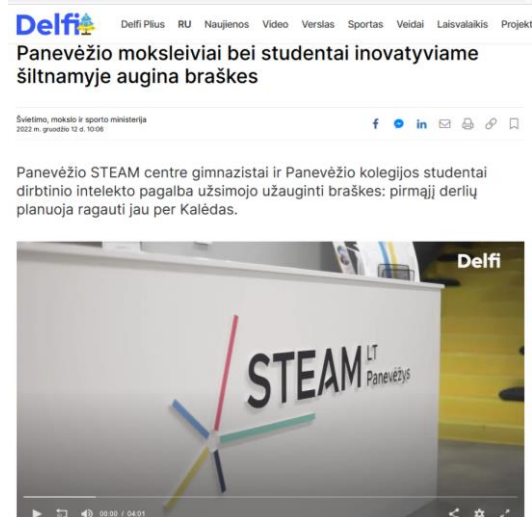 Delfi
Delfi Plius RU Naujienos Video Verslas Sportas Veidai Laisvalaikis Projekt
Panevėžio moksleiviai bei studentai inovatyviame
šiltnamyje augina braškes
Švietimo, mokslo ir sporto ministerija
2022 m. gruodžio 12 d. 10:06
Panevėžio STEAM centre gimnazistai ir Panevėžio kolegijos studentai
dirbtinio intelekto pagalba užsimojo užauginti braškes: pirmąjį derlių
planuoja ragauti jau per Kalėdas.
Delfi
STEAM LT
Panevėžys
00:00 / 04:01